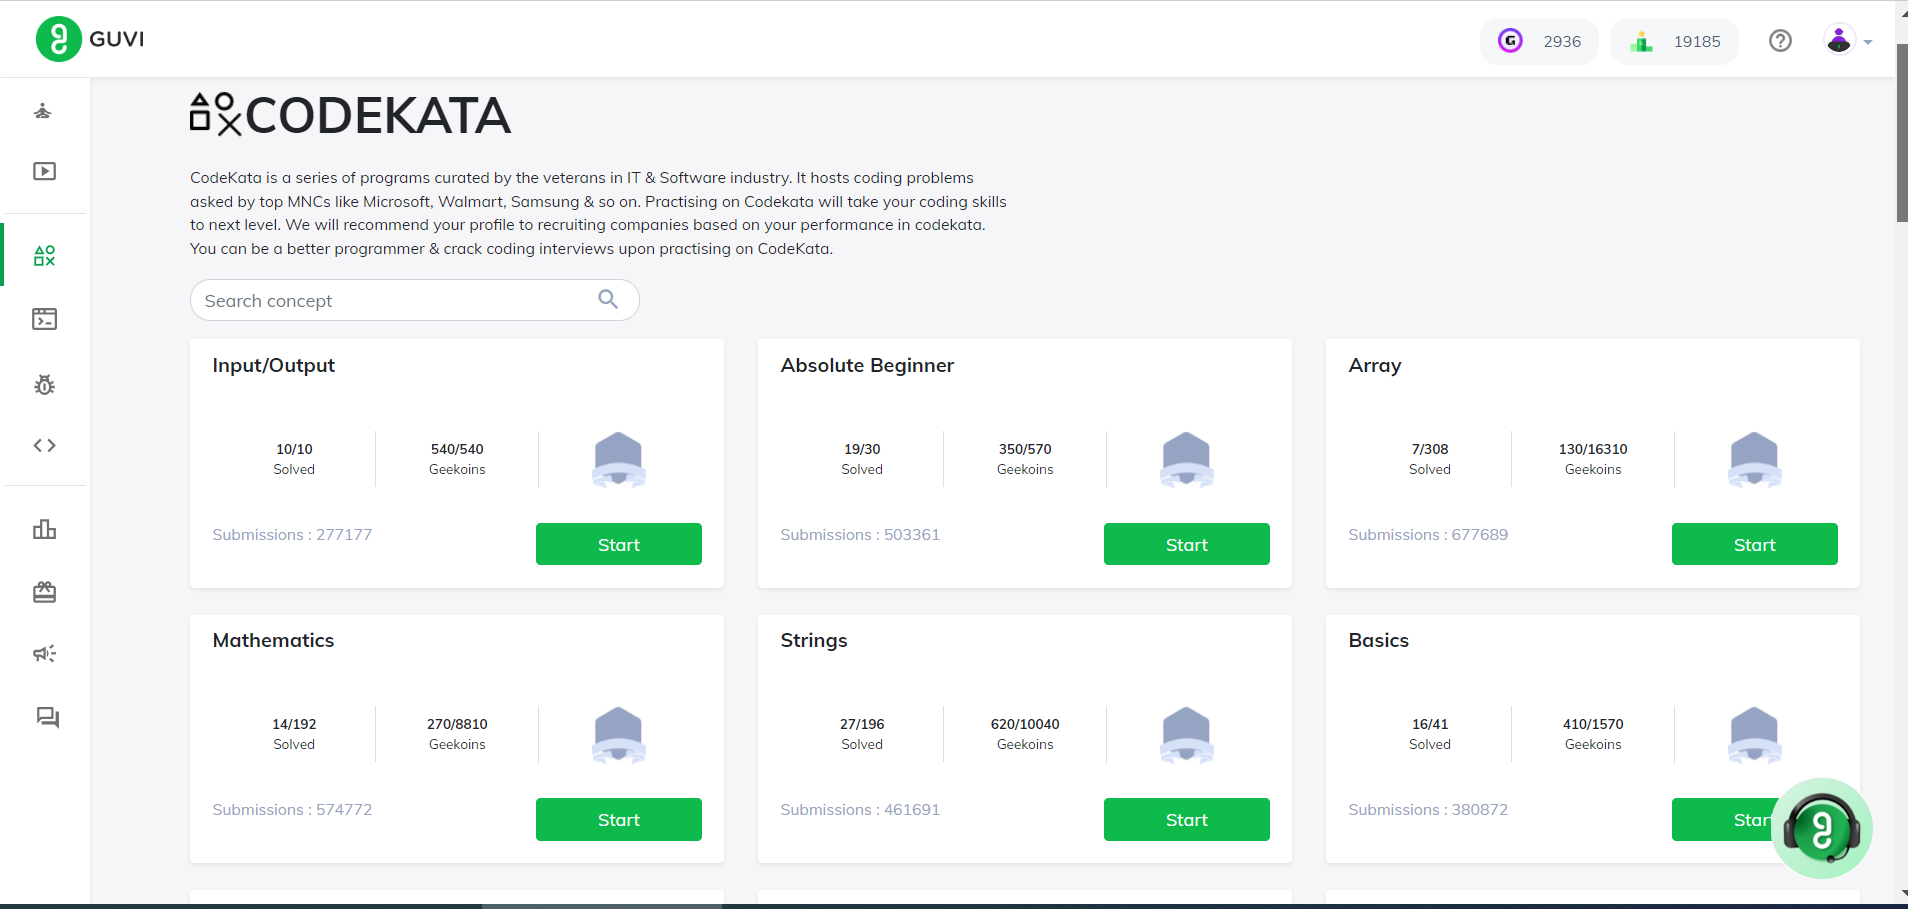 GUVI
2936
19185
CODEKATA
CodeKata is a series of programs curated by the veterans in IT & Software industry. It hosts coding problems
asked by top MNCs like Microsoft, Walmart, Samsung & so on. Practising on Codekata will take your coding skills
to next level. We will recommend your profile to recruiting companies based on your performance in codekata.
You can be a better programmer & crack coding interviews upon practising on CodeKata.
Search concept
Input/Output
10/10
Solved
540/540
Geekoins
Submissions : 277177
Start
Absolute Beginner
19/30
Solved
350/570
Geekoins
Submissions : 503361
Start
Array
7/308
Solved
130/16310
Geekoins
Submissions : 677689
Start
Mathematics
14/192
Solved
270/8810
Geekoins
Submissions : 574772
Start
Strings
27/196
Solved
620/10040
Geekoins
Submissions : 461691
Start
Basics
16/41
Solved
410/1570
Geekoins
Submissions : 380872
Start